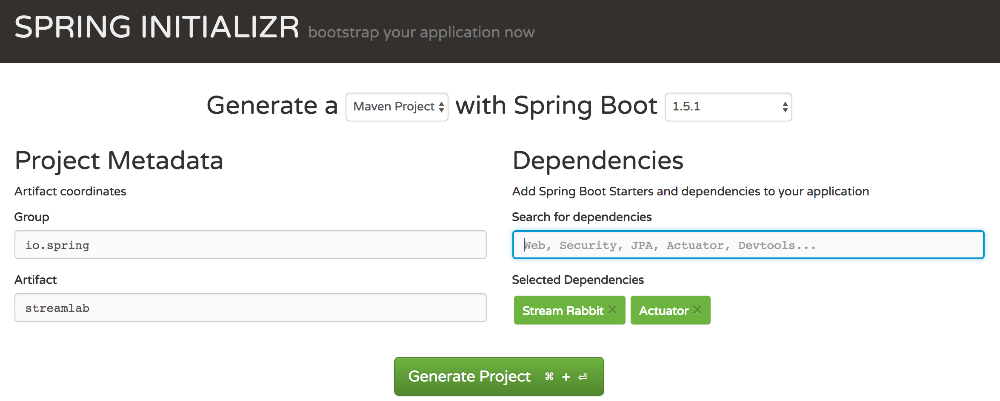 SPRING INITIALIZR bootstrap your application now
Generate a Maven Project with Spring Boot 1.5.1
Project Metadata
Artifact coordinates
Group
io.spring
Artifact
streamlab
Dependencies
Add Spring Boot Starters and dependencies to your application
Search for dependencies
Web, Security, JPA, Actuator, Devtools...
Selected Dependencies
Stream Rabbit × Actuator ×
Generate Project ⌘ + ⏎